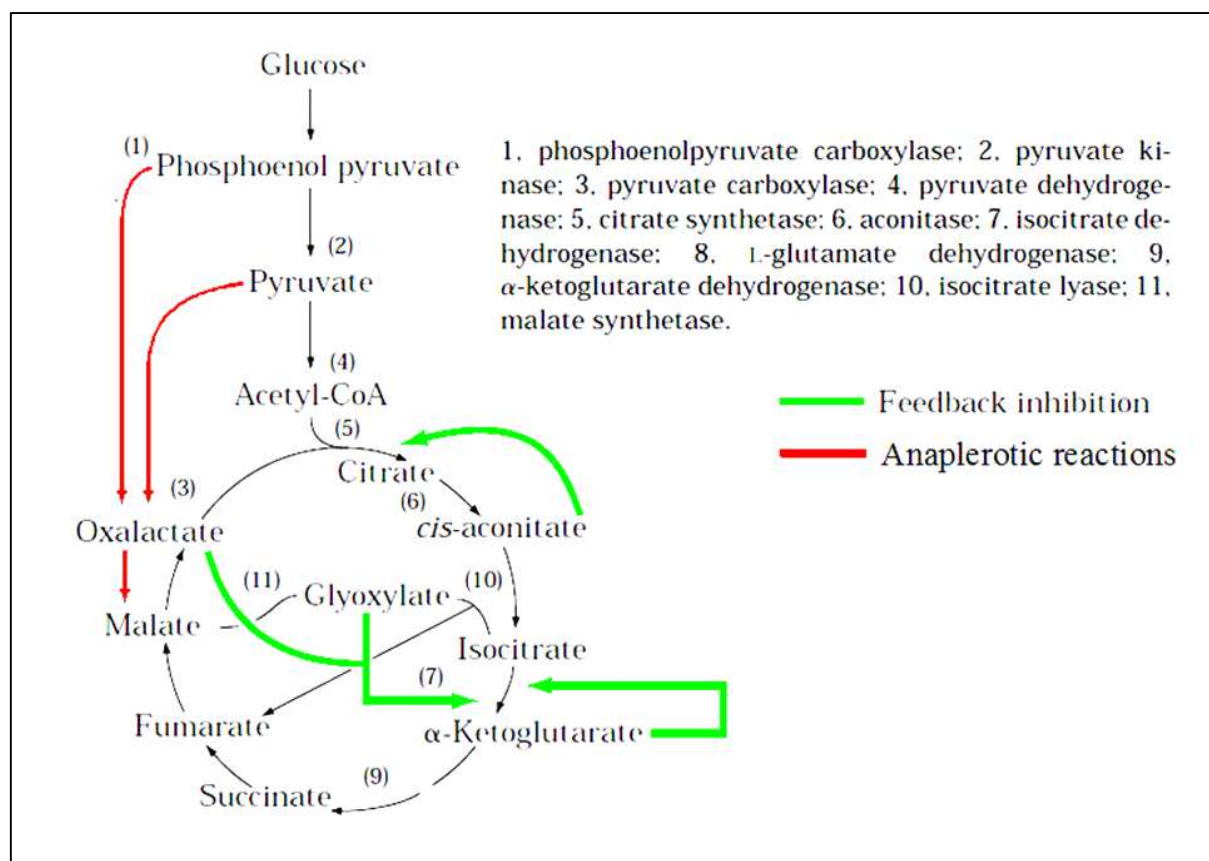 Glucose
(1)
Phosphoenol pyruvate
1, phosphoenolpyruvate carboxylase; 2, pyruvate ki-
nase; 3, pyruvate carboxylase; 4, pyruvate dehydroge-
nase; 5, citrate synthetase; 6, aconitase; 7, isocitrate de-
hydrogenase; 8, L-glutamate dehydrogenase; 9,
α-ketoglutarate dehydrogenase; 10, isocitrate lyase; 11,
malate synthetase.
(2)
Pyruvate
(4)
Acetyl-CoA
Feedback inhibition
(5)
Citrate
Anaplerotic reactions
(6)
(3)
Oxalactate
cis-aconitate
(11)
Glyoxylate
(10)
Malate
Isocitrate
(7)
Fumarate
α-Ketoglutarate
(9)
Succinate